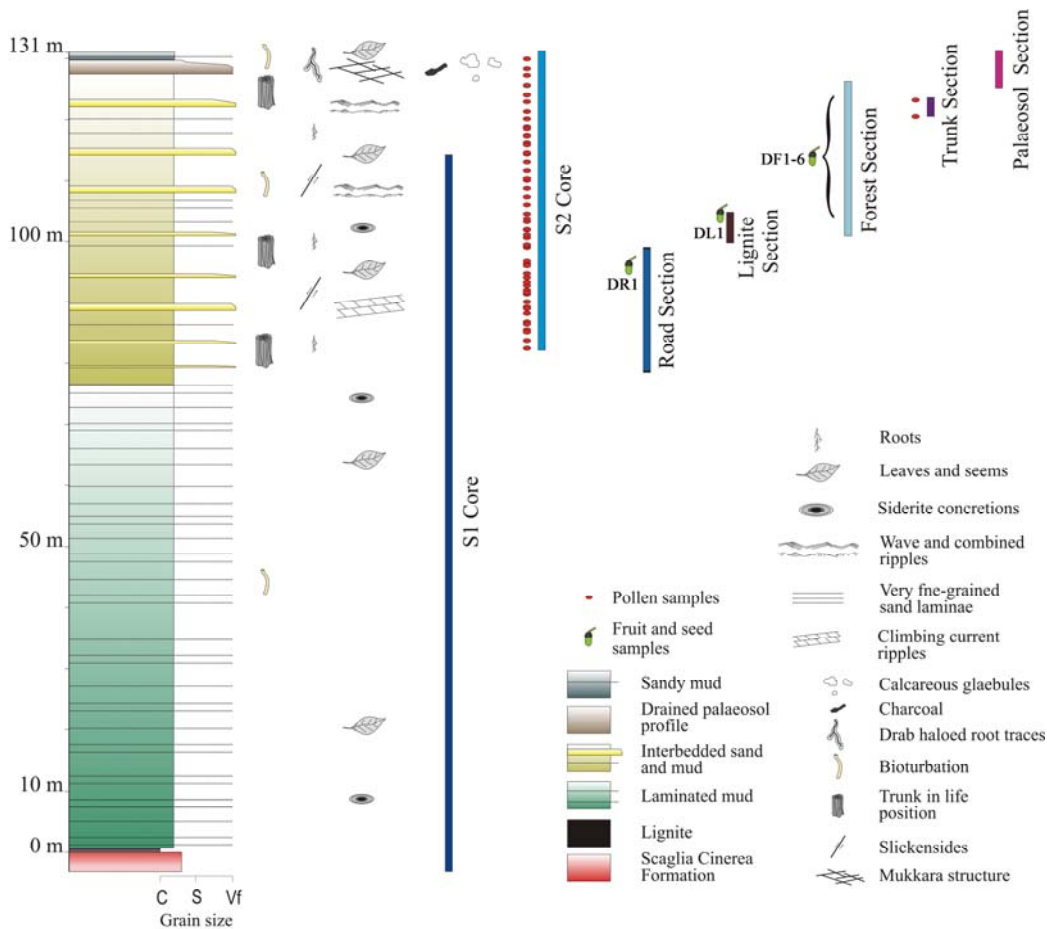 131 m
100 m
50 m
10 m
0 m
C S Vf
Grain size
S1 Core
S2 Core
DR1
Road Section
DL1
Lignite
Section
DF1-6
Forest Section
Trunk Section
Palaeosol Section
Pollen samples
Fruit and seed
samples
Sandy mud
Drained palaeosol
profile
Interbedded sand
and mud
Laminated mud
Lignite
Scaglia Cinerea
Formation
Roots
Leaves and seems
Siderite concretions
Wave and combined
ripples
Very fne-grained
sand laminae
Climbing current
ripples
Calcareous glaebules
Charcoal
Drab haloed root traces
Bioturbation
Trunk in life
position
Slickensides
Mukkara structure